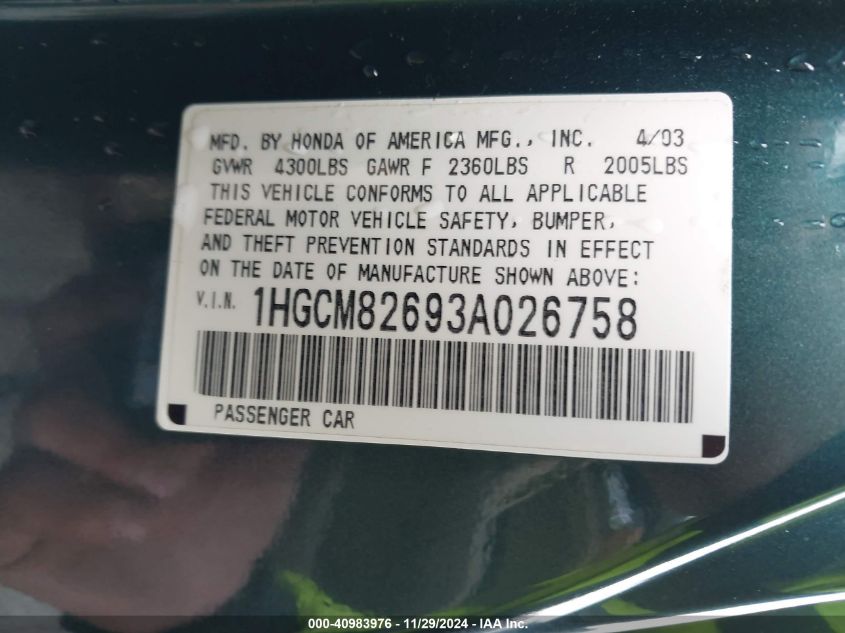 MFD. BY HONDA OF AMERICA MFG., INC. 4/03
GVWR 4300LBS GAWR F 2360LBS R 2005LBS
THIS VEHICLE CONFORMS TO ALL APPLICABLE
FEDERAL MOTOR VEHICLE SAFETY, BUMPER,
AND THEFT PREVENTION STANDARDS IN EFFECT
ON THE DATE OF MANUFACTURE SHOWN ABOVE:
V.I.N. 1HGCM82693A026758
PASSENGER CAR
000-40983976 - 11/29/2024 - IAA Inc.